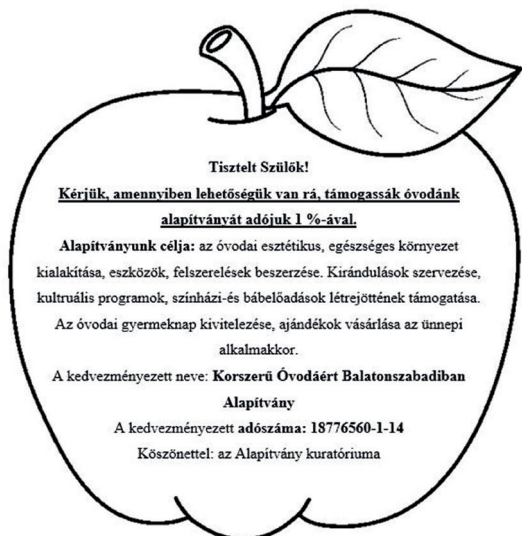 Tisztelt Szülők!
Kérjük, amennyiben lehetőségük van rá, támogassák óvodánk
alapítványát adójuk 1 %-ával.
Alapítványunk célja: az óvodai esztétikus, egészséges környezet
kialakítása, eszközök, felszerelések beszerzése. Kirándulások szervezése,
kultruális programok, színházi-és bábelőadások létrejöttének támogatása.
Az óvodai gyermeknap kivitelezése, ajándékok vásárlása az ünnepi
alkalmakkor.
A kedvezményezett neve: Korszerű Óvodáért Balatonszabadiban
Alapítvány
A kedvezményezett adószáma: 18776560-1-14
Köszönettel: az Alapítvány kuratóriuma